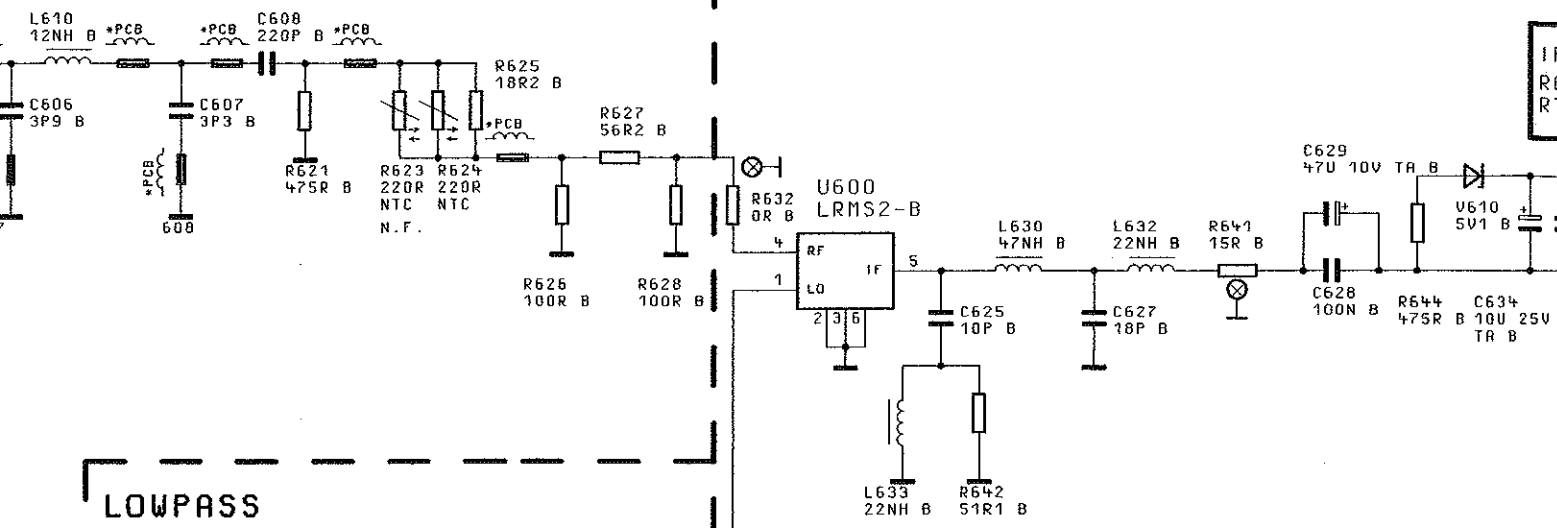 L610
12NH B
*PCB
*PCB
C608
220P B
*PCB
C606
3P9 B
C607
3P3 B
*PCB
608
R621
475R B
R623
220R
NTC
N.F.
R624
220R
NTC
R625
18R2 B
*PCB
R627
56R2 B
R626
100R B
R628
100R B
R632
0R B
U600
LRMS2-B
4
RF
1
LO
IF
5
2
3
6
L630
47NH B
L632
22NH B
R641
15R B
C629
47U 10V TA B
C628
100N B
R644
475R B
V610
5V1 B
C634
10U 25V
TA B
C625
10P B
C627
18P B
L633
22NH B
R642
51R1 B
LOWPASS